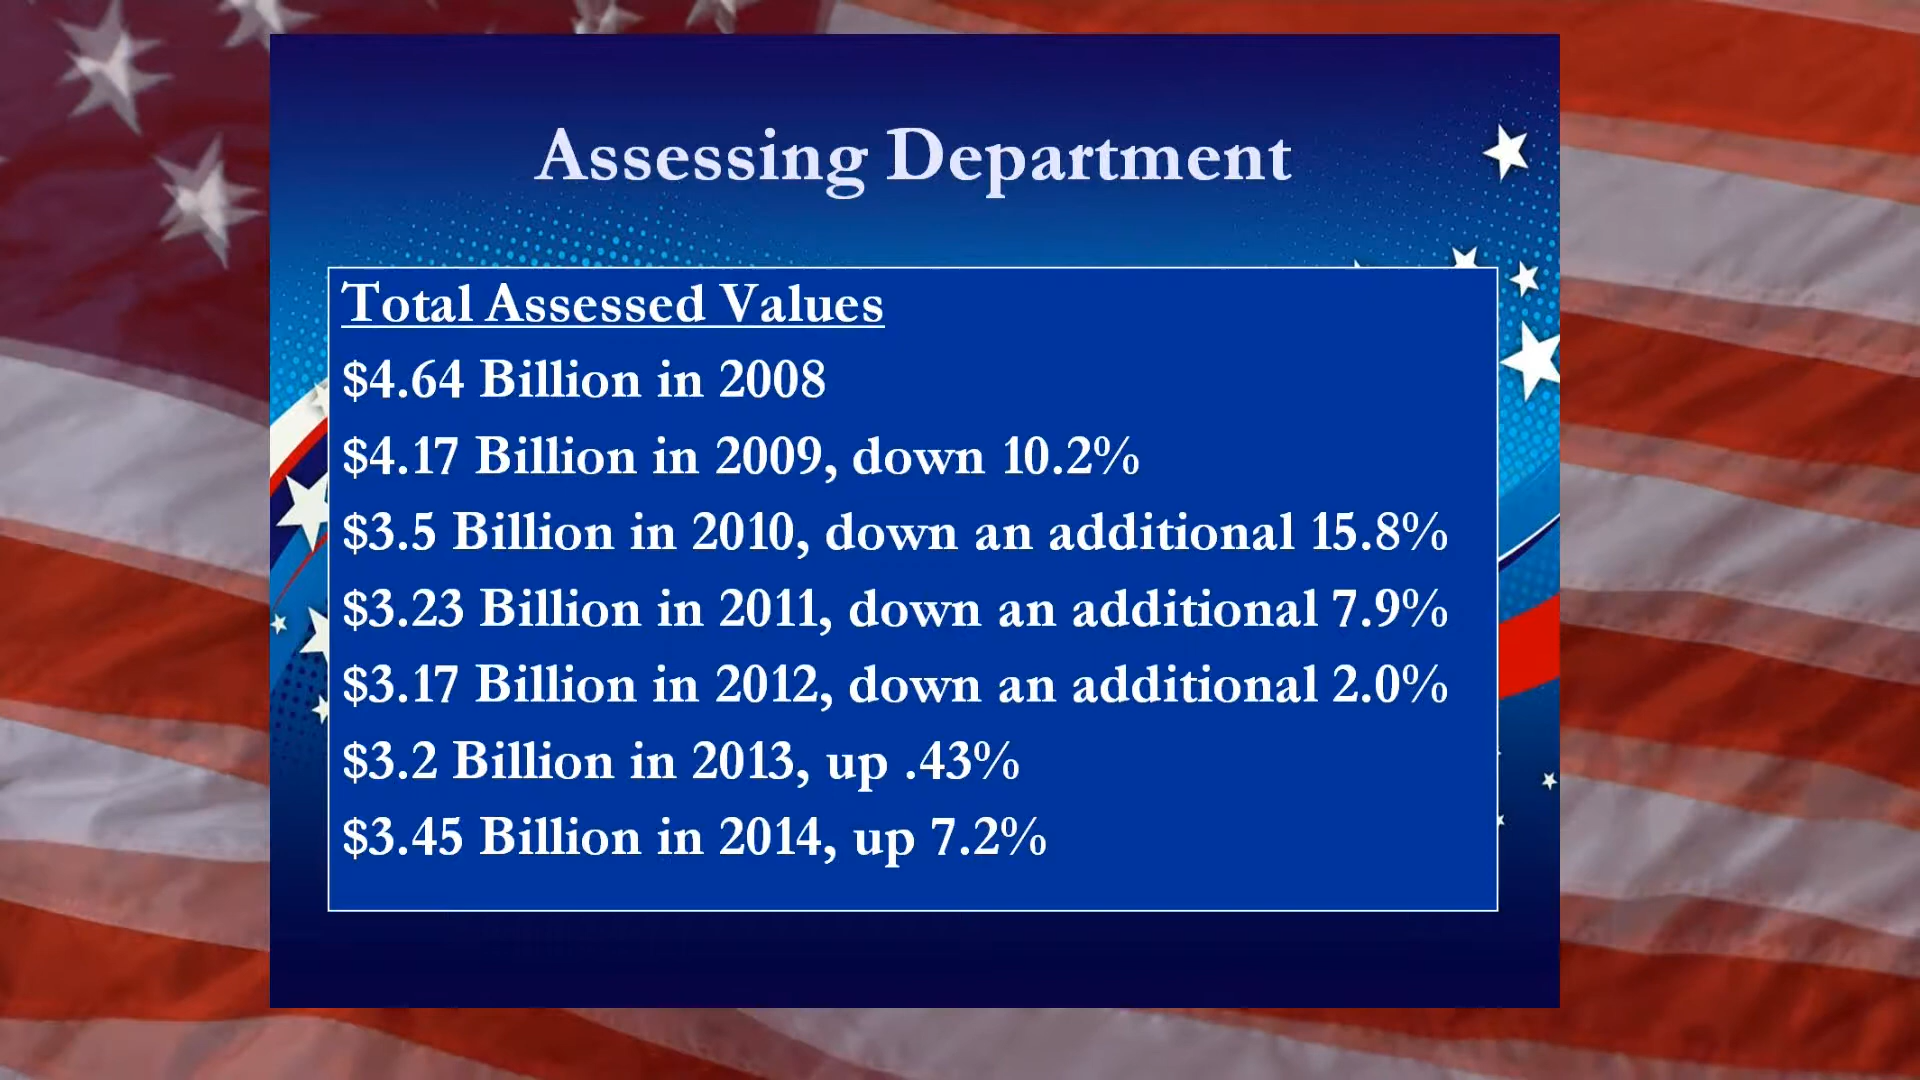 Assessing Department
Total Assessed Values
$4.64 Billion in 2008
$4.17 Billion in 2009, down 10.2%
$3.5 Billion in 2010, down an additional 15.8%
$3.23 Billion in 2011, down an additional 7.9%
$3.17 Billion in 2012, down an additional 2.0%
$3.2 Billion in 2013, up .43%
$3.45 Billion in 2014, up 7.2%